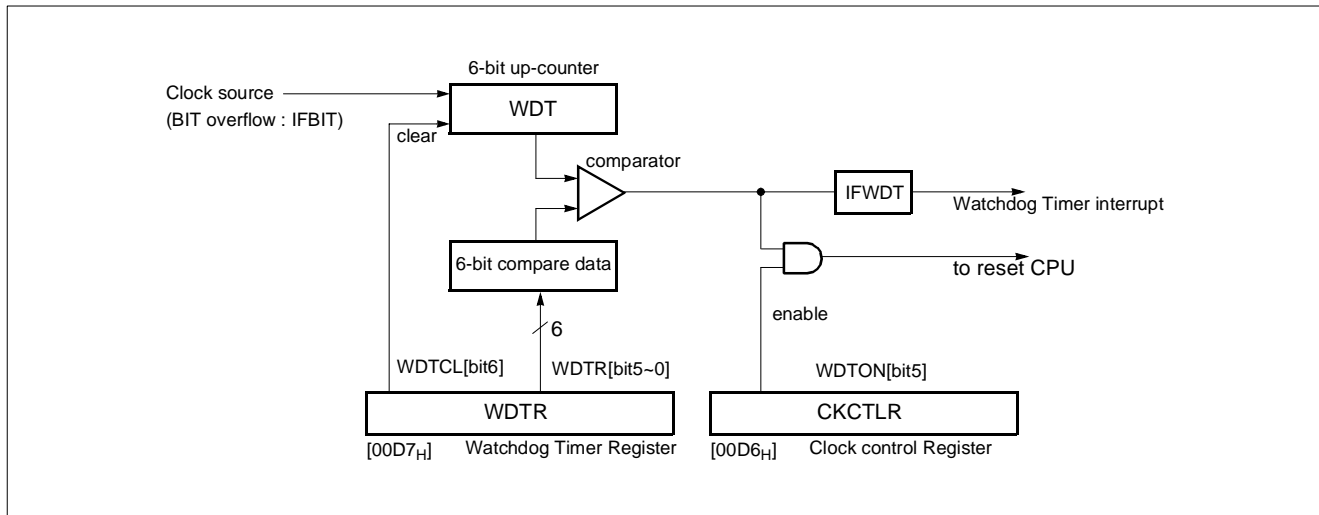 6-bit up-counter
Clock source
WDT
(BIT overflow : IFBIT)
clear
comparator
IFWDT
Watchdog Timer interrupt
6-bit compare data
to reset CPU
enable
6
WDTCL[bit6]
WDTR[bit5~0]
WDTON[bit5]
WDTR
CKCTLR
[00D7H]
Watchdog Timer Register
[00D6H]
Clock control Register